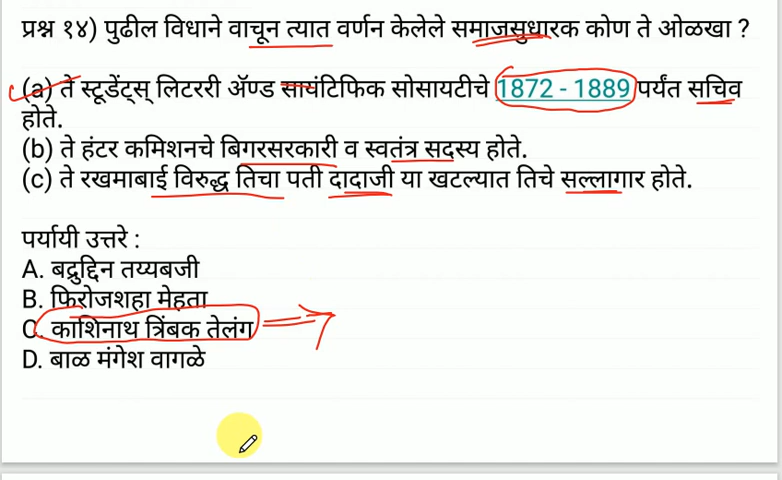 प्रश्न १४) पुढील विधाने वाचून त्यात वर्णन केलेले समाजसुधारक कोण ते ओळखा ?
(a) ते स्टूडेंट्स् लिटररी ॲण्ड सायंटिफिक सोसायटीचे 1872 - 1889 पर्यंत सचिव
होते.
(b) ते हंटर कमिशनचे बिगरसरकारी व स्वतंत्र सदस्य होते.
(c) ते रखमाबाई विरुद्ध तिचा पती दादाजी या खटल्यात तिचे सल्लागार होते.
पर्यायी उत्तरे :
A. बद्रुद्दिन तय्यबजी
B. फिरोजशहा मेहता
C. काशिनाथ त्रिंबक तेलंग
D. बाळ मंगेश वागळे